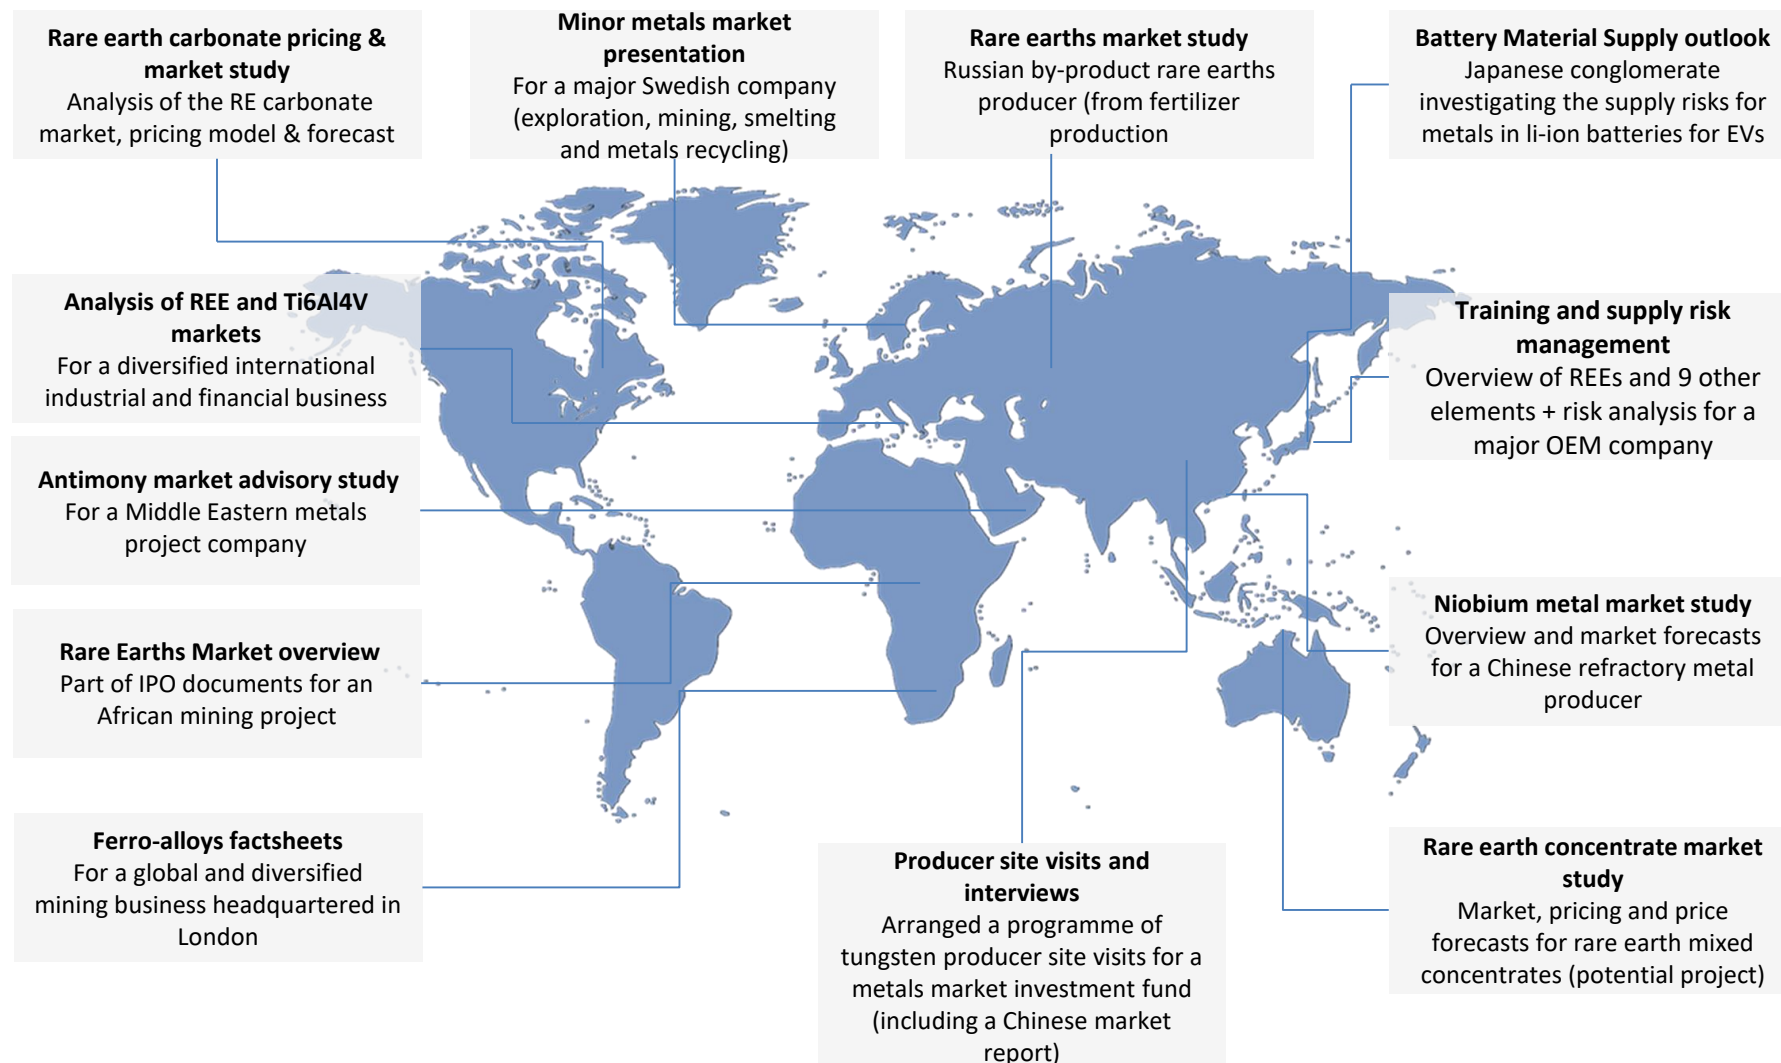 Rare earth carbonate pricing &
market study
Analysis of the RE carbonate
market, pricing model & forecast
Minor metals market
presentation
For a major Swedish company
(exploration, mining, smelting
and metals recycling)
Rare earths market study
Russian by-product rare earths
producer (from fertilizer
production
Battery Material Supply outlook
Japanese conglomerate
investigating the supply risks for
metals in li-ion batteries for EVs
Analysis of REE and Ti6Al4V
markets
For a diversified international
industrial and financial business
Training and supply risk
management
Overview of REEs and 9 other
elements + risk analysis for a
major OEM company
Antimony market advisory study
For a Middle Eastern metals
project company
Niobium metal market study
Overview and market forecasts
for a Chinese refractory metal
producer
Rare Earths Market overview
Part of IPO documents for an
African mining project
Ferro-alloys factsheets
For a global and diversified
mining business headquartered in
London
Producer site visits and
interviews
Arranged a programme of
tungsten producer site visits for a
metals market investment fund
(including a Chinese market
report)
Rare earth concentrate market
study
Market, pricing and price
forecasts for rare earth mixed
concentrates (potential project)